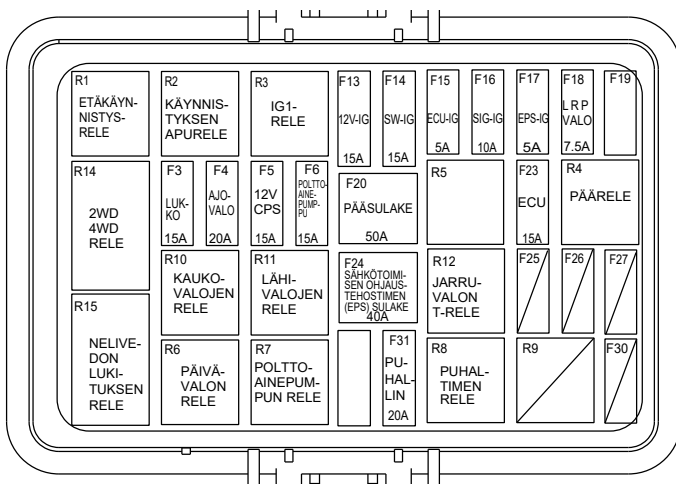 R1
ETÄKÄYN-
NISTYS-
RELE
R2
KÄYNNIS-
TYKSEN
APURELE
R3
IG1-
RELE
F13
12V-IG
15A
F14
SW-IG
15A
F15
ECU-IG
5A
F16
SIG-IG
10A
F17
EPS-IG
5A
F18
L R P
VALO
7.5A
F19
R14
2WD
4WD
RELE
F3
LUK-
KO
15A
F4
AJO-
VALO
20A
F5
12V
CPS
15A
F6
POLTTO-
AINE-
PUMP-
PU
15A
F20
PÄÄSULAKE
50A
R5
F23
ECU
15A
R4
PÄÄRELE
R10
KAUKO-
VALOJEN
RELE
R11
LÄHI-
VALOJEN
RELE
F24
SÄHKÖTOIMI-
SEN OHJAUS-
TEHOSTIMEN
(EPS) SULAKE
40A
R12
JARRU-
VALON
T-RELE
F25
F26
F27
R15
NELIVE-
DON
LUKI-
TUKSEN
RELE
R6
PÄIVÄ-
VALON
RELE
R7
POLTTO-
AINEPUM-
PUN RELE
F31
PU-
HAL-
LIN
20A
R8
PUHAL-
TIMEN
RELE
R9
F30